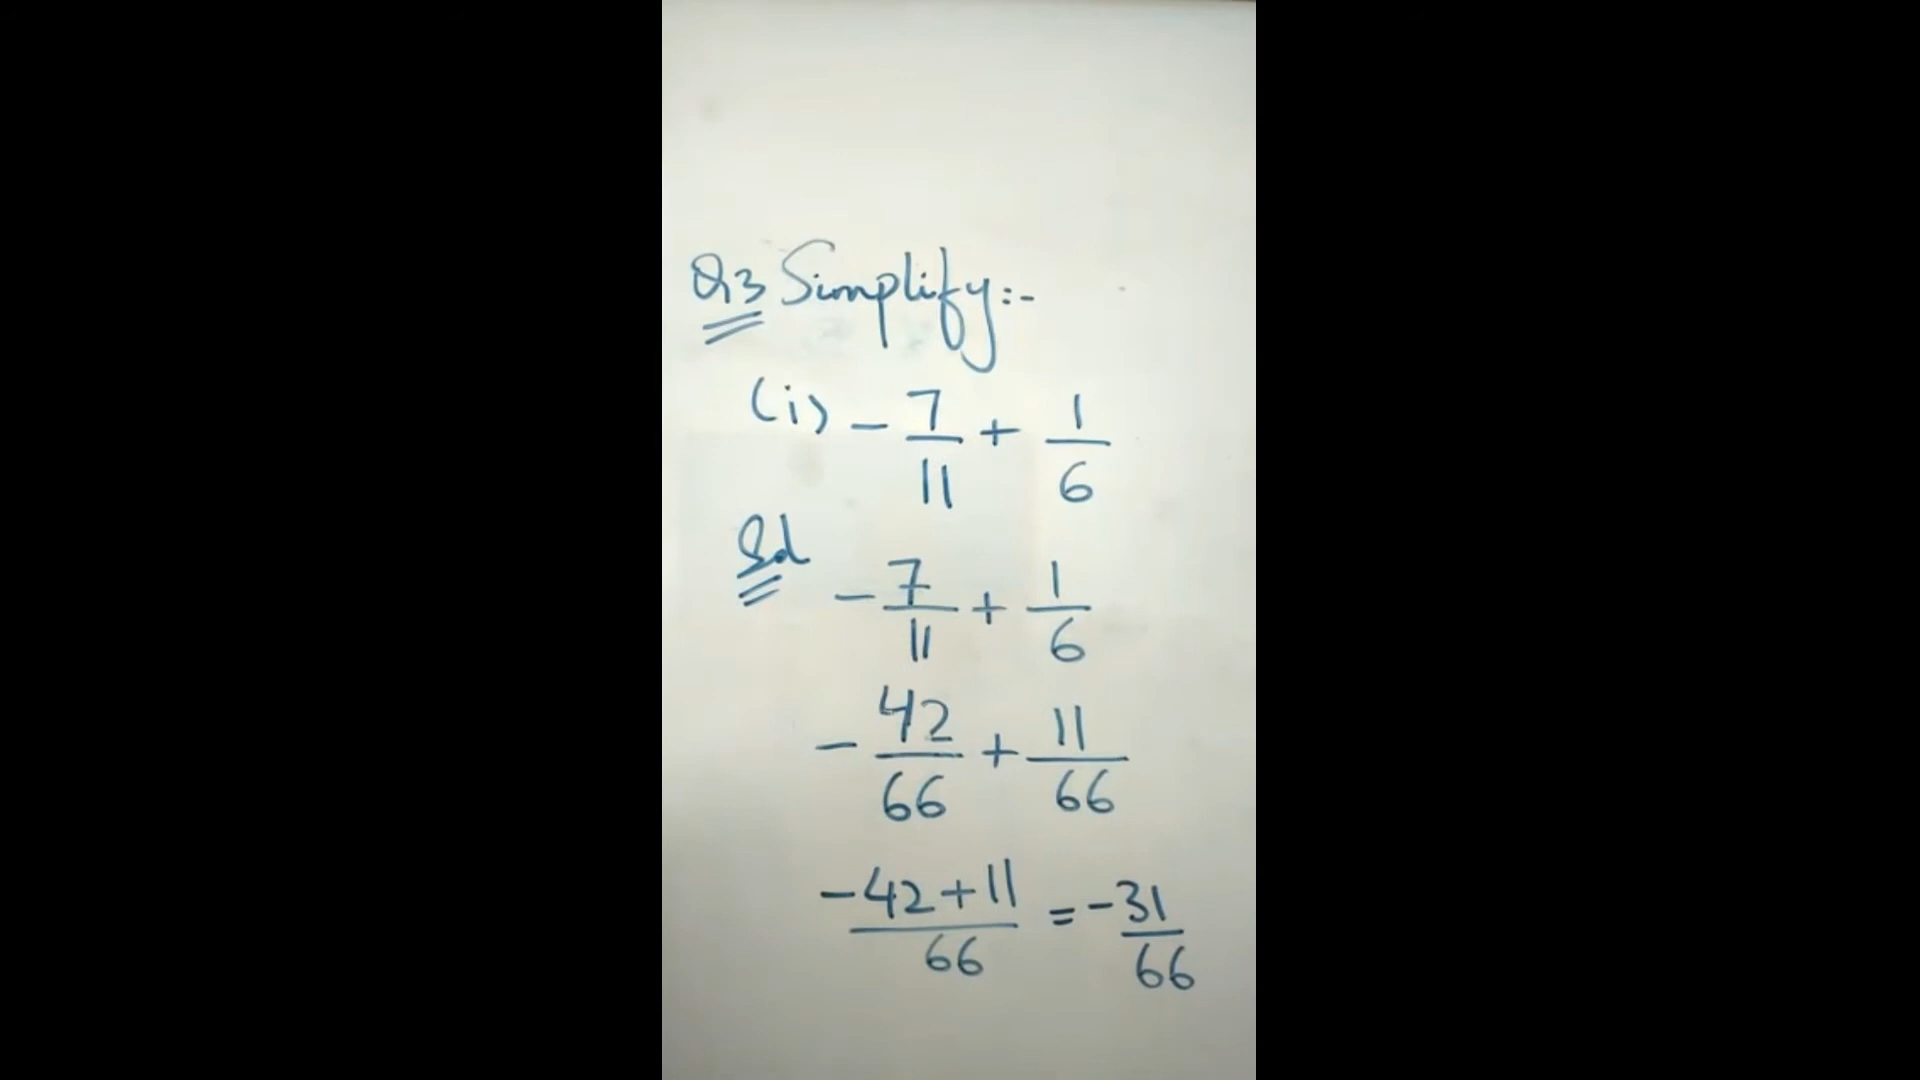 Q3 Simplify:-
(i) - 7/11 + 1/6
Sol - 7/11 + 1/6
- 42/66 + 11/66
-42+11/66 = -31/66